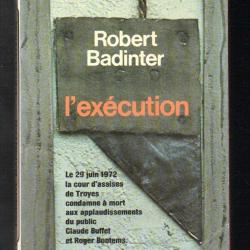 Robert
Badinter
l'exécution
Le 29 juin 1972
la cour d'assises
de Troyes
condamne à mort
aux applaudissements
du public
Claude Buffet
et Roger Bontems.